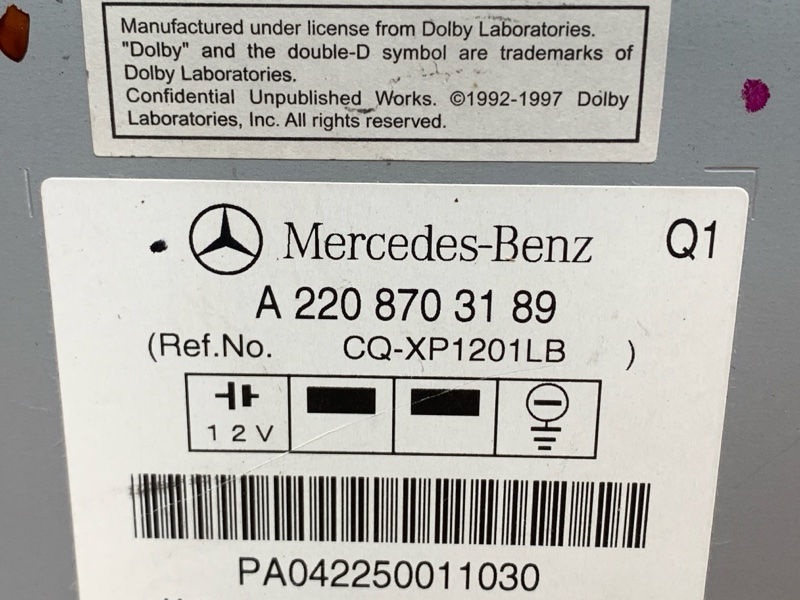 Manufactured under license from Dolby Laboratories.
"Dolby" and the double-D symbol are trademarks of
Dolby Laboratories.
Confidential Unpublished Works. ©1992-1997 Dolby
Laboratories, Inc. All rights reserved.
Mercedes-Benz Q1
A 220 870 31 89
(Ref.No. CQ-XP1201LB )
12V
PA042250011030